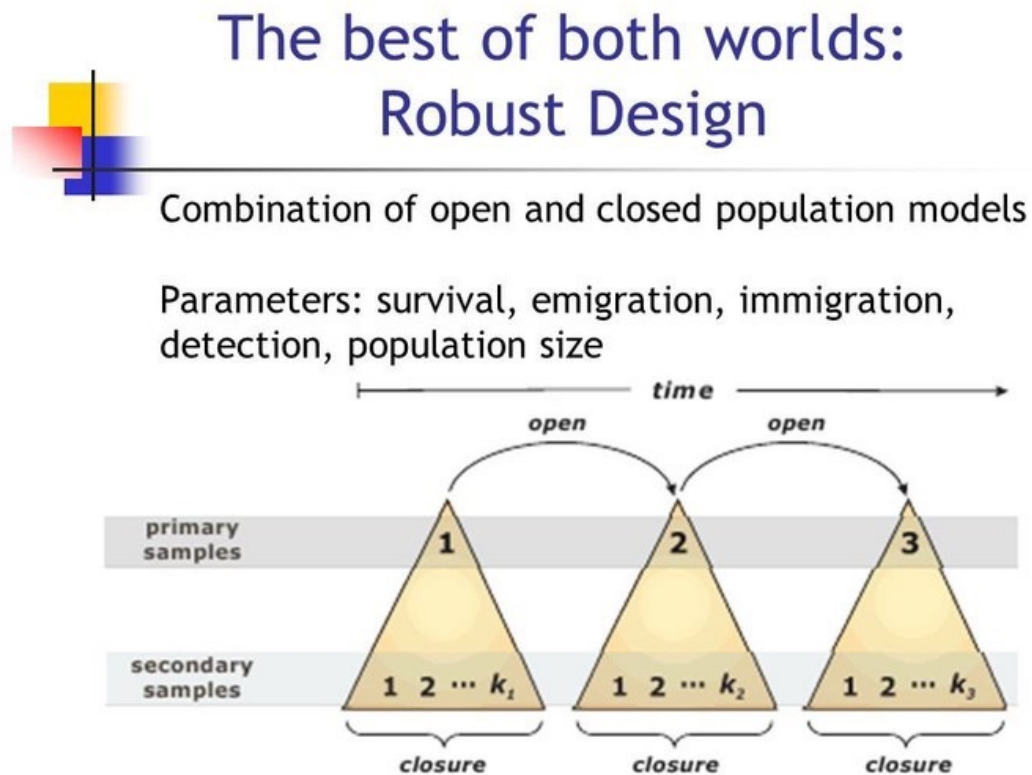 The best of both worlds:
Robust Design
Combination of open and closed population models
Parameters: survival, emigration, immigration,
detection, population size
time
open open
primary
samples
1 2 3
secondary
samples
1 2 ··· k₁ 1 2 ··· k₂ 1 2 ··· k₃
closure closure closure